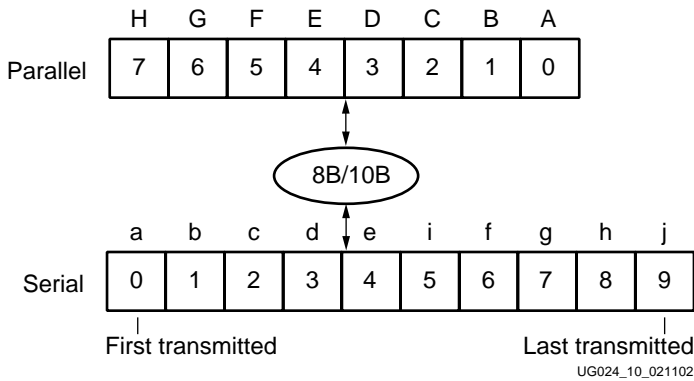 H G F E D C B A
Parallel 7 6 5 4 3 2 1 0
8B/10B
a b c d e i f g h j
Serial 0 1 2 3 4 5 6 7 8 9
First transmitted Last transmitted
UG024_10_021102